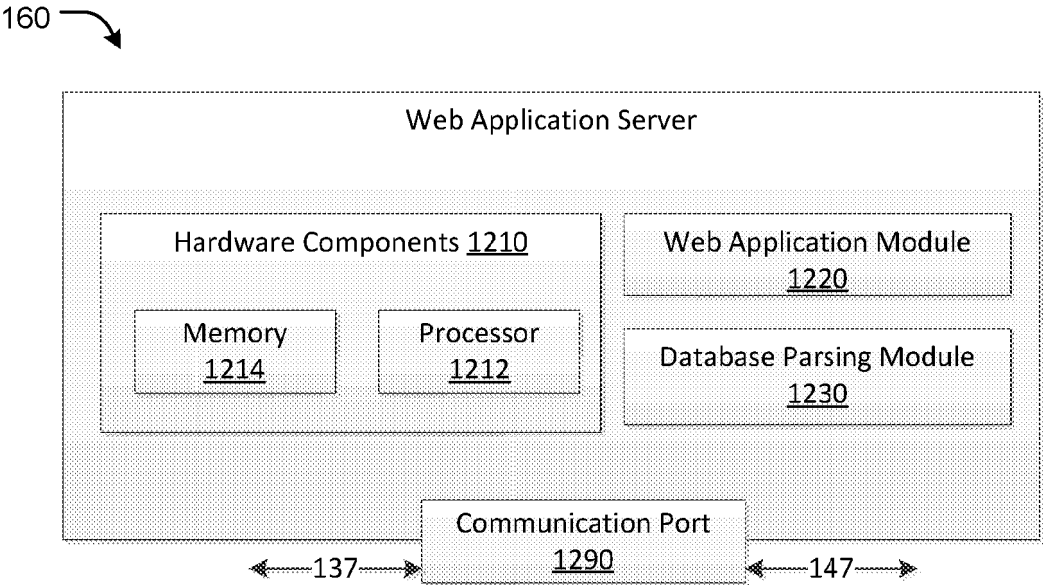 160
Web Application Server
Hardware Components 1210
Memory
1214
Processor
1212
Web Application Module
1220
Database Parsing Module
1230
Communication Port
1290
137
147